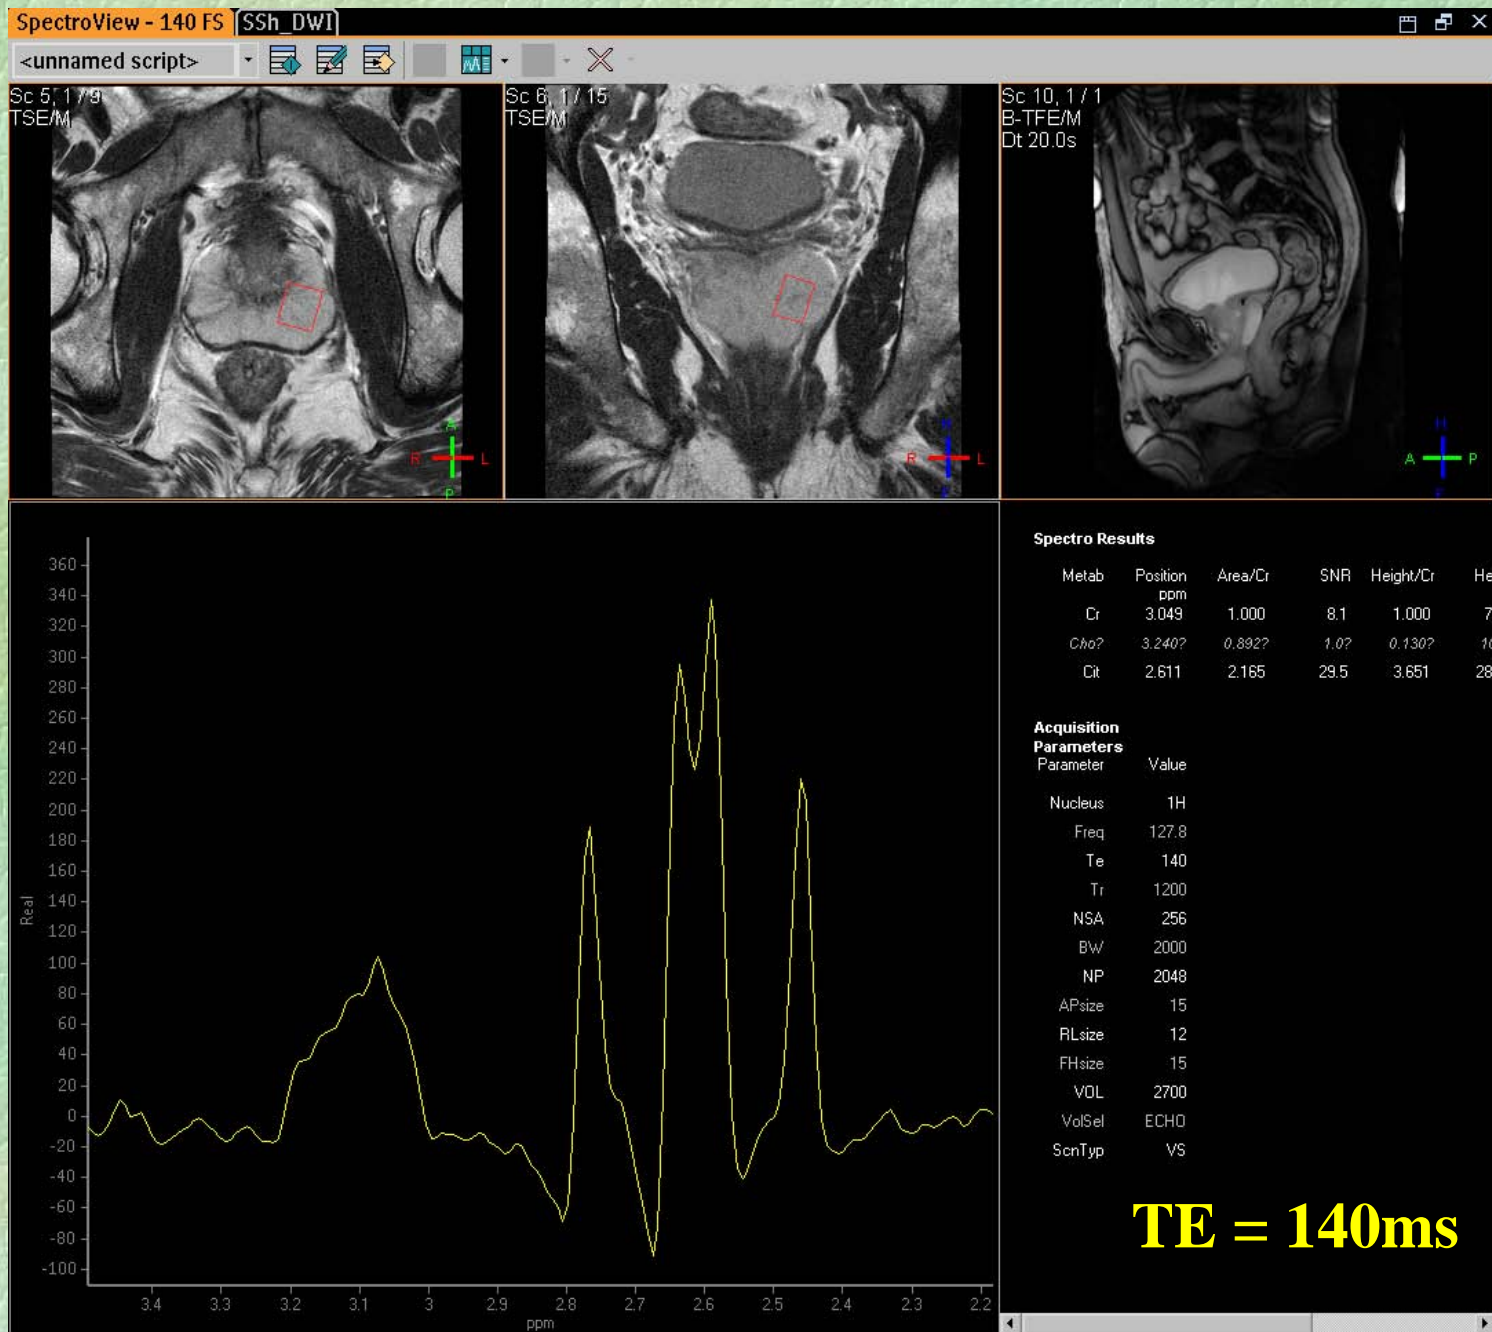 SpectroView - 140 FS SSh_DWI
<unnamed script>
Sc 5, 1 / 9
TSE/M
A
R L
P
Sc 6, 1 / 15
TSE/M
H
R L
F
Sc 10, 1 / 1
B-TFE/M
Dt 20.0s
H
A P
F
360
340
320
300
280
260
240
220
200
180
160
140
120
100
80
60
40
20
0
-20
-40
-60
-80
-100
Real
3.4 3.3 3.2 3.1 3 2.9 2.8 2.7 2.6 2.5 2.4 2.3 2.2
ppm
Spectro Results
Metab Position Area/Cr SNR Height/Cr He
ppm
Cr 3.049 1.000 8.1 1.000 7
Cho? 3.240? 0.892? 1.0? 0.130? 10
Cit 2.611 2.165 29.5 3.651 28
Acquisition
Parameters
Parameter Value
Nucleus 1H
Freq 127.8
Te 140
Tr 1200
NSA 256
BW 2000
NP 2048
APsize 15
RLsize 12
FHsize 15
VOL 2700
VolSel ECHO
ScnTyp VS
TE = 140ms